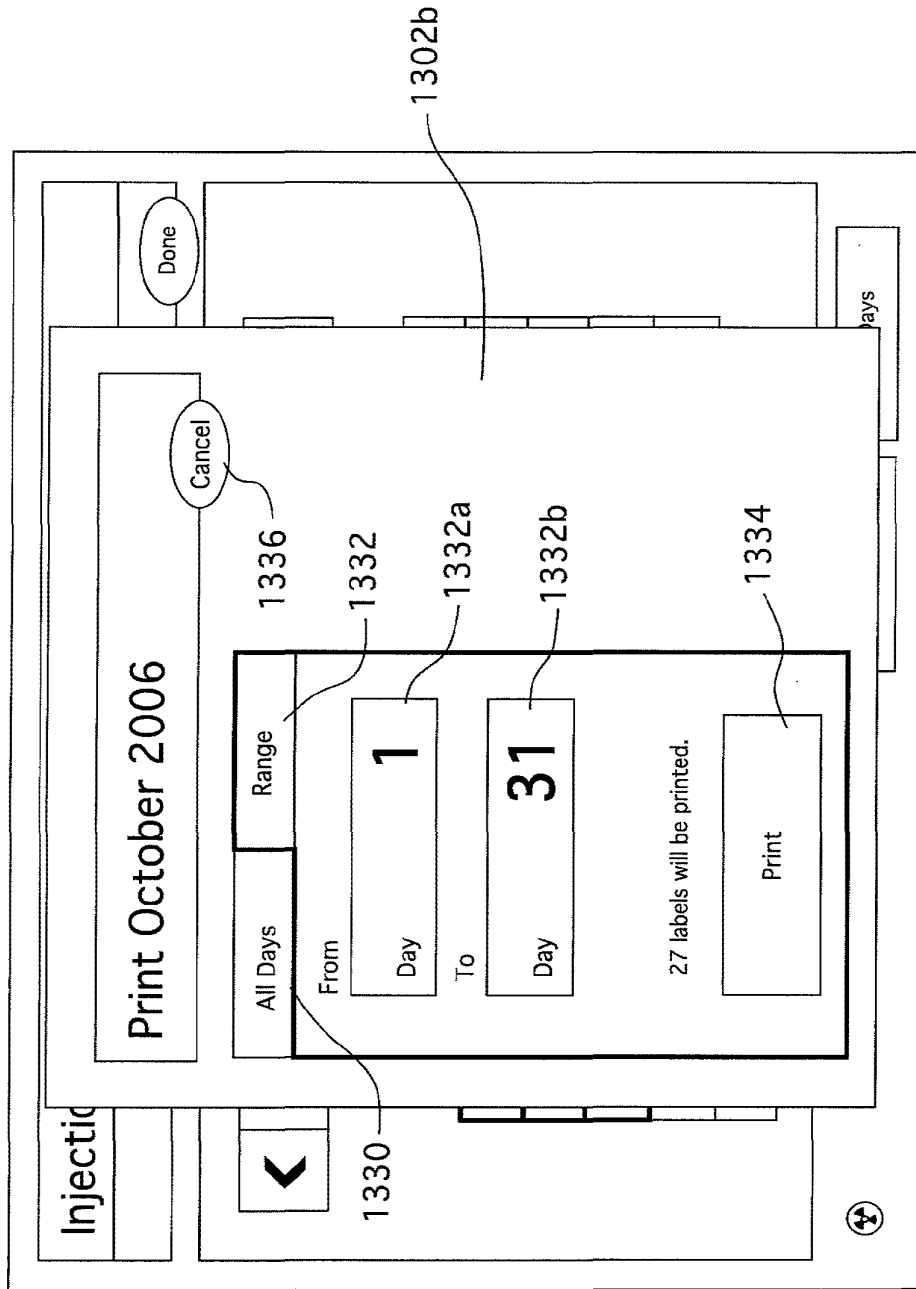 Injectio
Done
Print October 2006
Cancel
1336
All Days
Range
1332
From
Day 1
1332a
To
Day 31
1332b
27 labels will be printed.
Print
1334
1330
1302b
Days